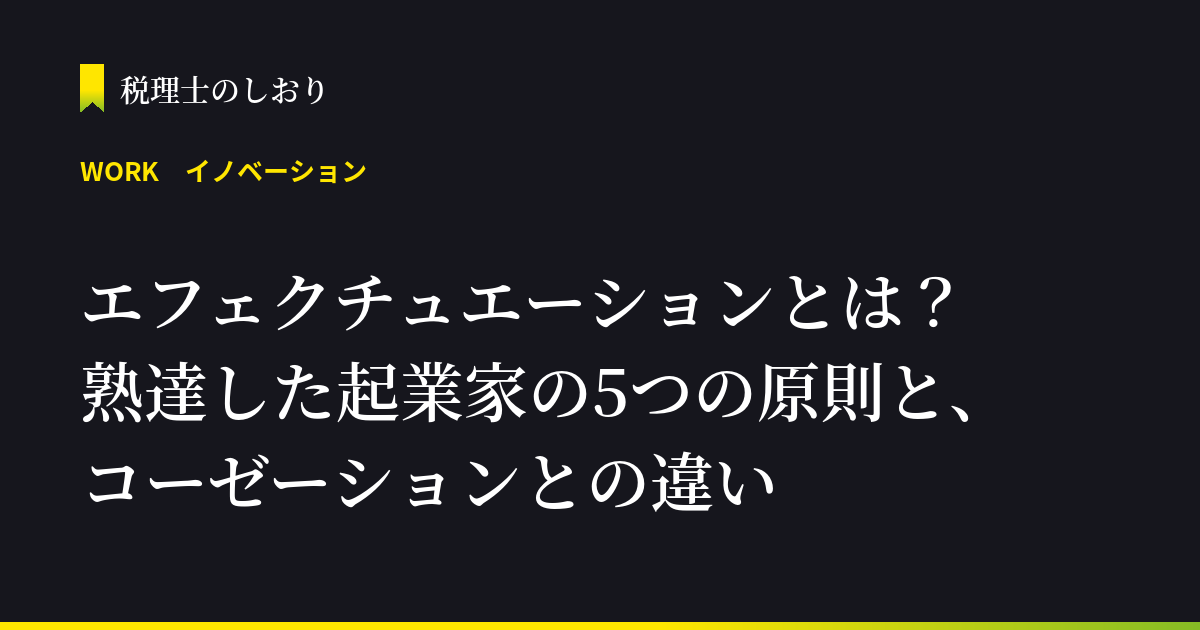 税理士のしおり
WORK　イノベーション
エフェクチュエーションとは？
熟達した起業家の5つの原則と、
コーゼーションとの違い